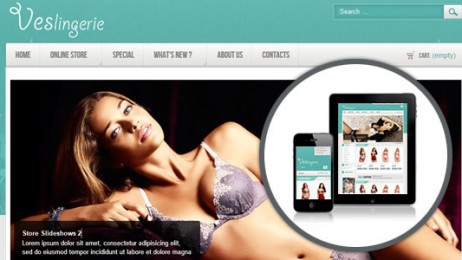 Veslingerie
Search ...
HOME ONLINE STORE SPECIAL WHAT'S NEW ? ABOUT US CONTACTS CART: (empty)
Store Slideshows 2
Lorem ipsum dolor sit amet, consectetur adipisicing elit,
sed do eiusmod tempor incididunt ut labore et dolore magna
Veslingerie